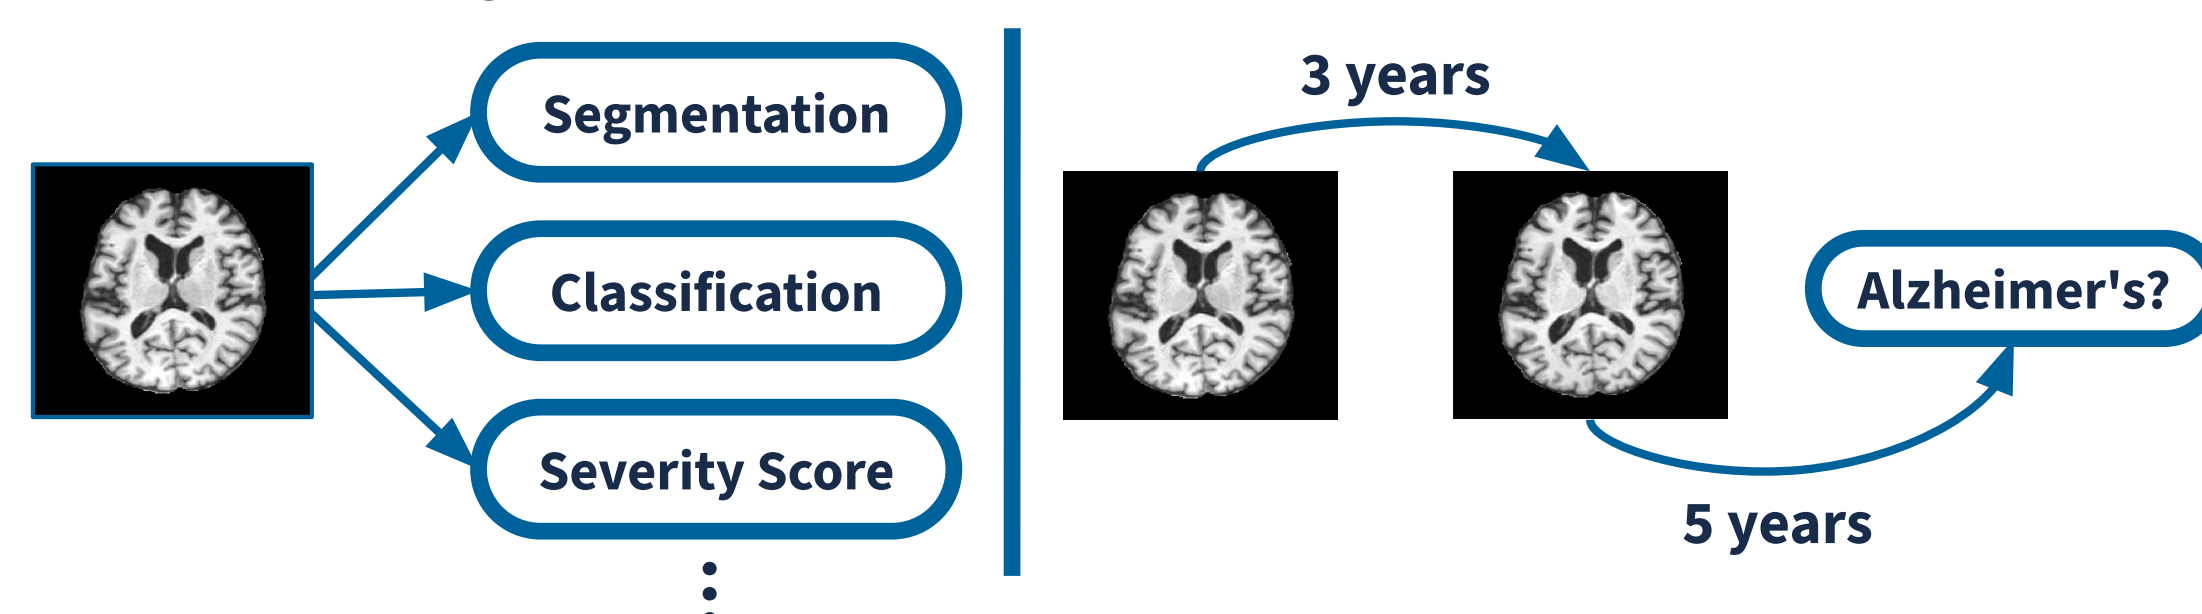 Segmentation
Classification
Severity Score
3 years
Alzheimer's?
5 years